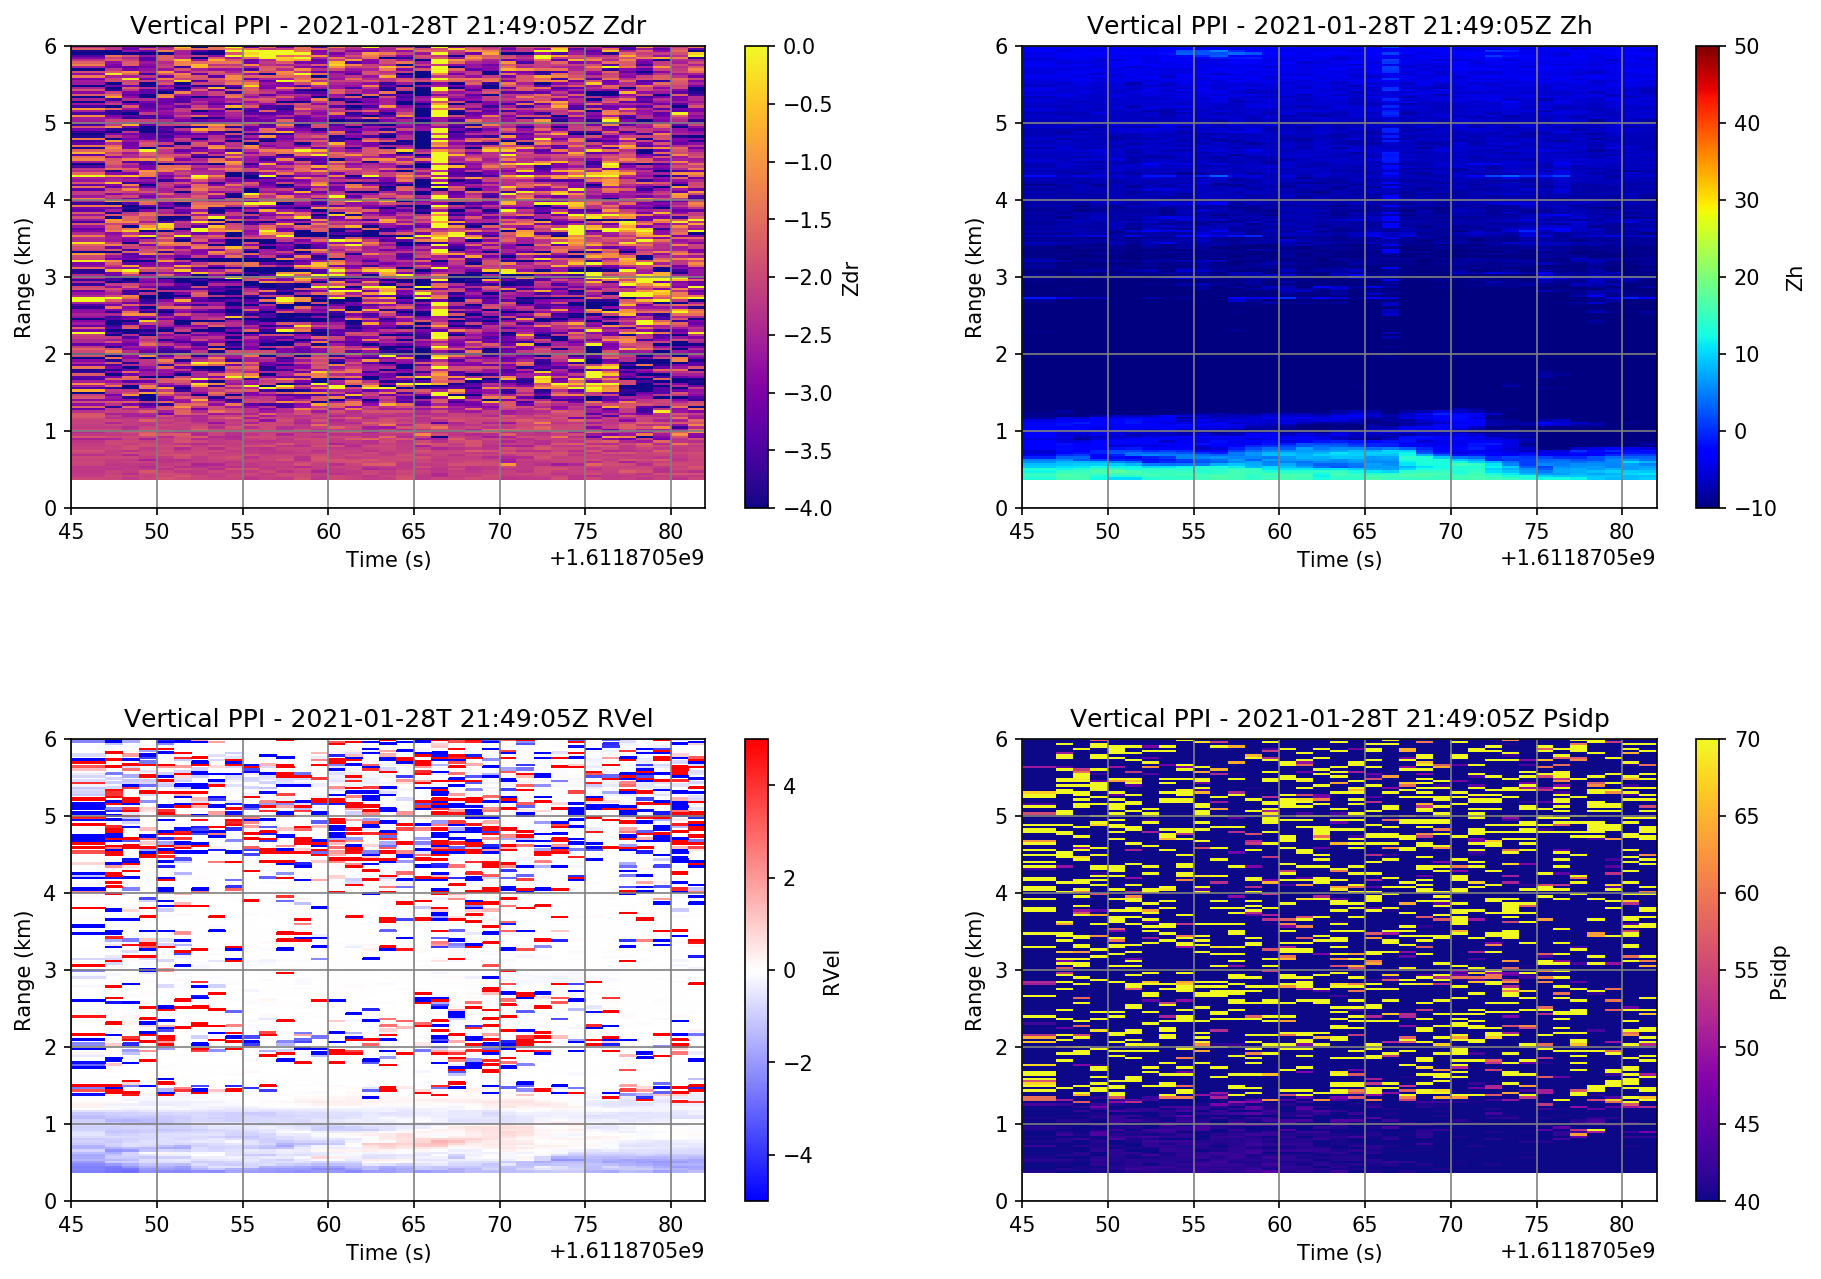 Vertical PPI - 2021-01-28T 21:49:05Z Zdr
6
5
4
3
2
1
0
Range (km)
45 50 55 60 65 70 75 80
Time (s)
+1.6118705e9
0.0
−0.5
−1.0
−1.5
−2.0
−2.5
−3.0
−3.5
−4.0
Zdr
Vertical PPI - 2021-01-28T 21:49:05Z Zh
6
5
4
3
2
1
0
Range (km)
45 50 55 60 65 70 75 80
Time (s)
+1.6118705e9
50
40
30
20
10
0
−10
Zh
Vertical PPI - 2021-01-28T 21:49:05Z RVel
6
5
4
3
2
1
0
Range (km)
45 50 55 60 65 70 75 80
Time (s)
+1.6118705e9
4
2
0
−2
−4
RVel
Vertical PPI - 2021-01-28T 21:49:05Z Psidp
6
5
4
3
2
1
0
Range (km)
45 50 55 60 65 70 75 80
Time (s)
+1.6118705e9
70
65
60
55
50
45
40
Psidp